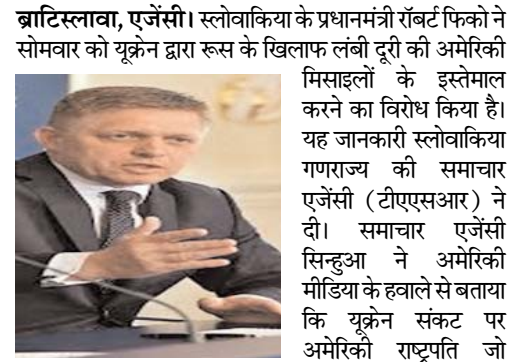 ब्रातिस्लावा, एजेंसी। स्लोवाकिया के प्रधानमंत्री रॉबर्ट फिको ने
सोमवार को यूक्रेन द्वारा रूस के खिलाफ लंबी दूरी की अमेरिकी
मिसाइलों के इस्तेमाल
करने का विरोध किया है।
यह जानकारी स्लोवाकिया
गणराज्य की समाचार
एजेंसी (टीएएसआर) ने
दी। समाचार एजेंसी
सिन्हुआ ने अमेरिकी
मीडिया के हवाले से बताया
कि यूक्रेन संकट पर
अमेरिकी राष्ट्रपति जो